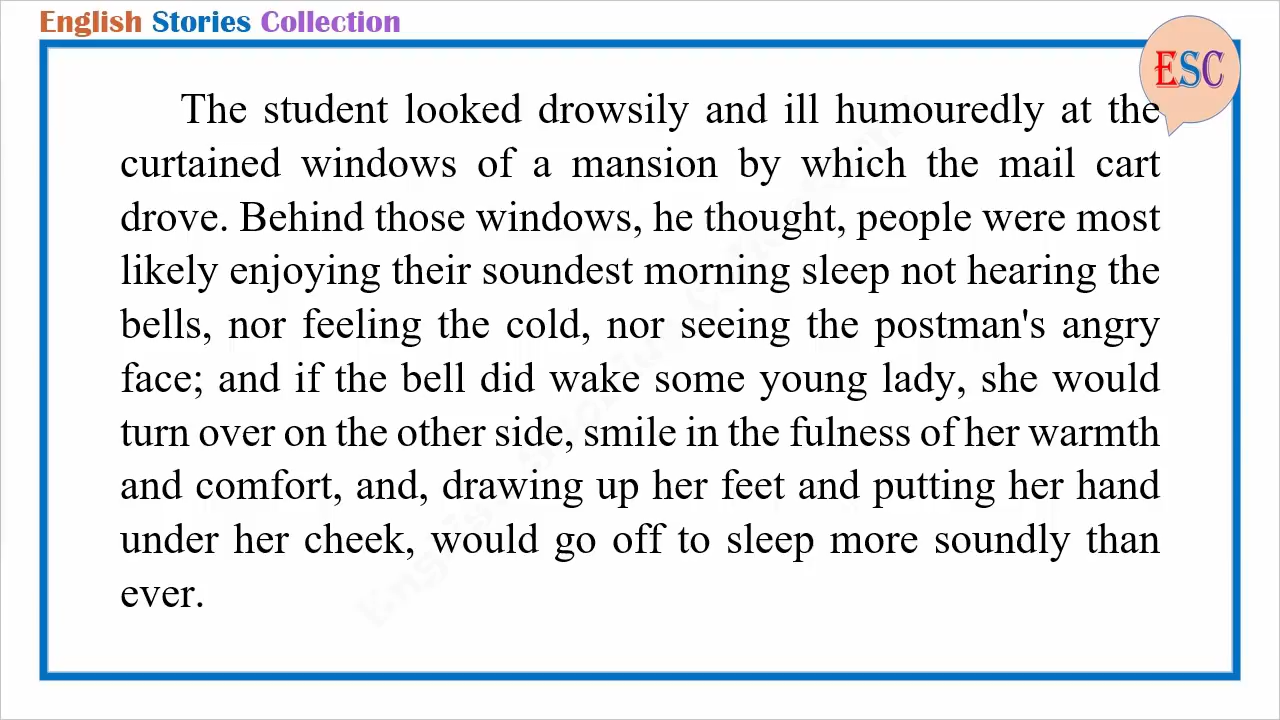 English Stories Collection
ESC
The student looked drowsily and ill humouredly at the
curtained windows of a mansion by which the mail cart
drove. Behind those windows, he thought, people were most
likely enjoying their soundest morning sleep not hearing the
bells, nor feeling the cold, nor seeing the postman's angry
face; and if the bell did wake some young lady, she would
turn over on the other side, smile in the fulness of her warmth
and comfort, and, drawing up her feet and putting her hand
under her cheek, would go off to sleep more soundly than
ever.
English Stories Collection